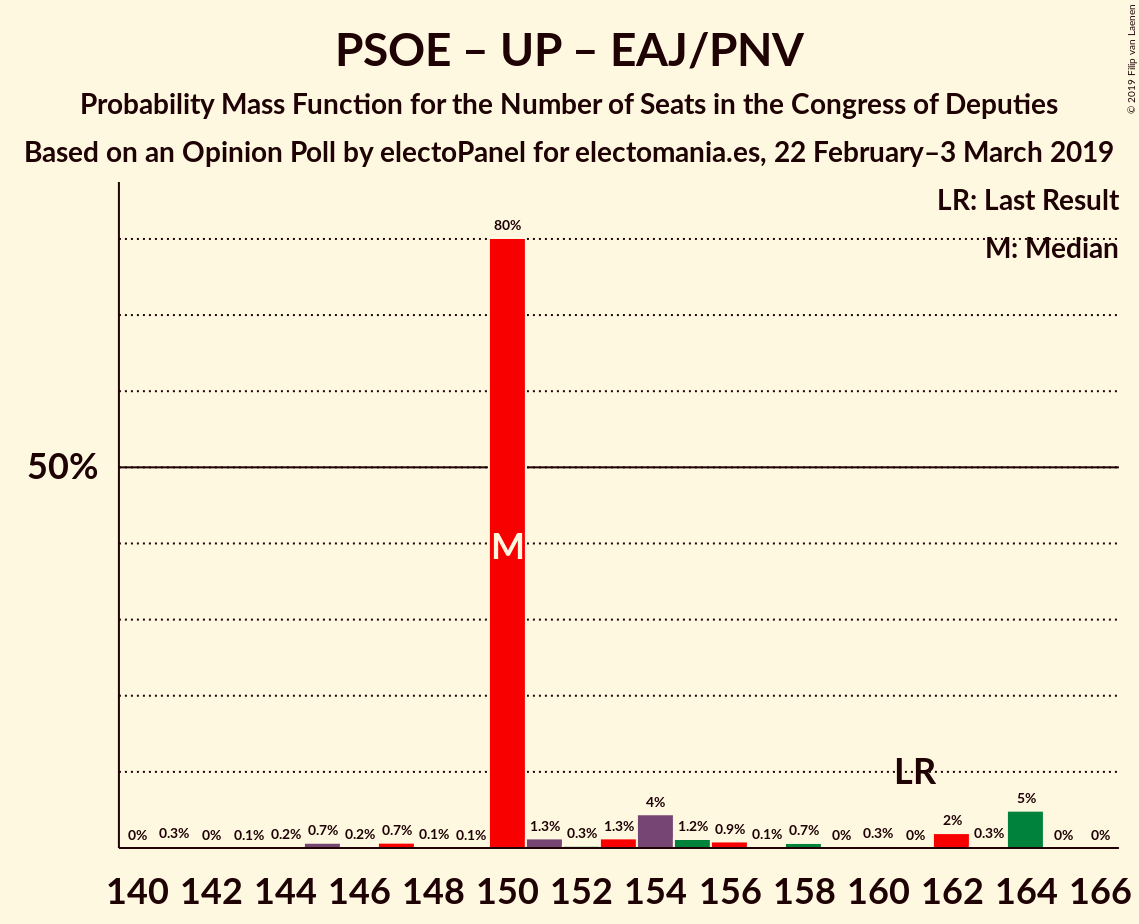 PSOE – UP – EAJ/PNV
Probability Mass Function for the Number of Seats in the Congress of Deputies
Based on an Opinion Poll by electoPanel for electomania.es, 22 February–3 March 2019
© 2019 Filip van Laenen
LR: Last Result
M: Median
80%
50%
M
LR
0% 0.3% 0% 0.1% 0.2% 0.7% 0.2% 0.7% 0.1% 0.1% 1.3% 0.3% 1.3% 4% 1.2% 0.9% 0.1% 0.7% 0% 0.3% 0% 2% 0.3% 5% 0% 0%
140 142 144 146 148 150 152 154 156 158 160 162 164 166